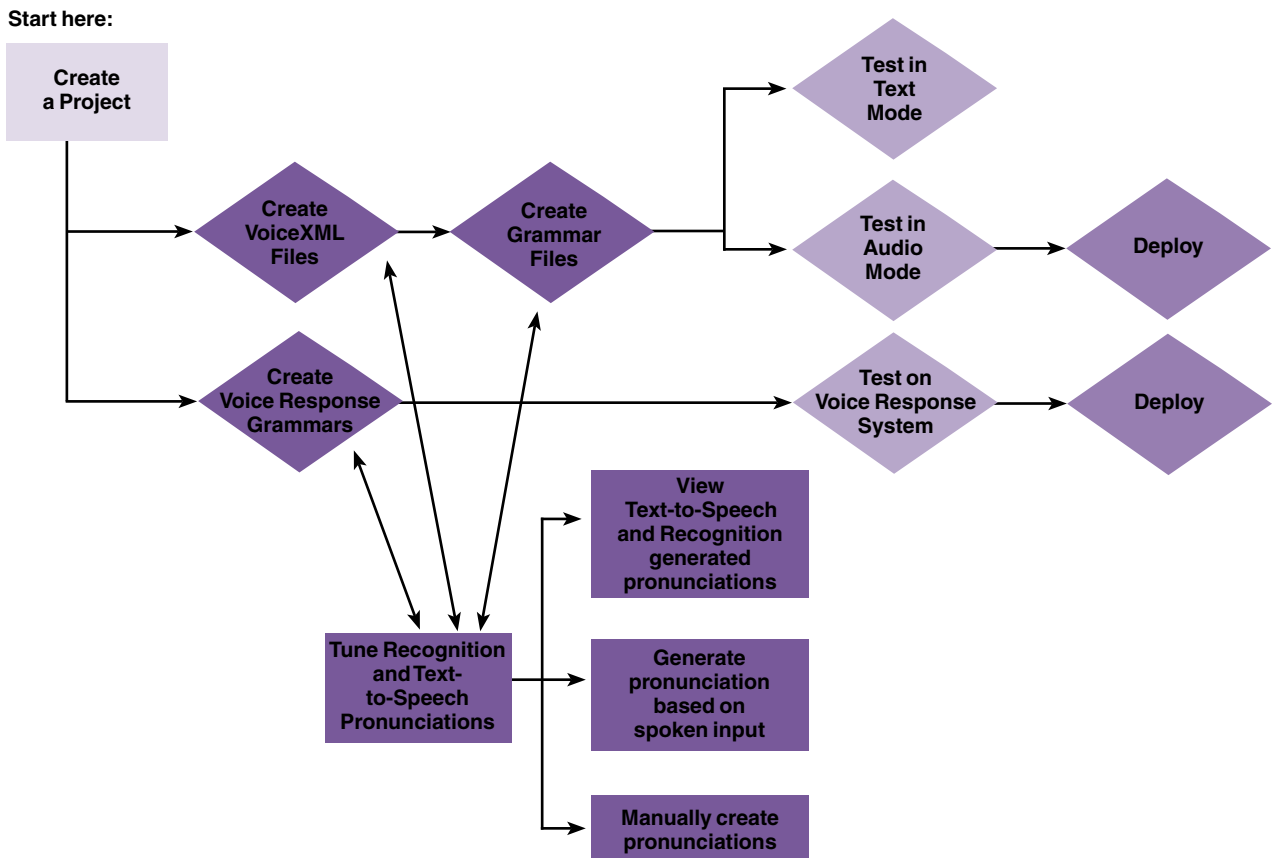 Start here:
Create
a Project
Test in
Text
Mode
Create
VoiceXML
Files
Create
Grammar
Files
Test in
Audio
Mode
Deploy
Create
Voice Response
Grammars
Test on
Voice Response
System
Deploy
View
Text-to-Speech
and Recognition
generated
pronunciations
Tune Recognition
and Text-
to-Speech
Pronunciations
Generate
pronunciation
based on
spoken input
Manually create
pronunciations